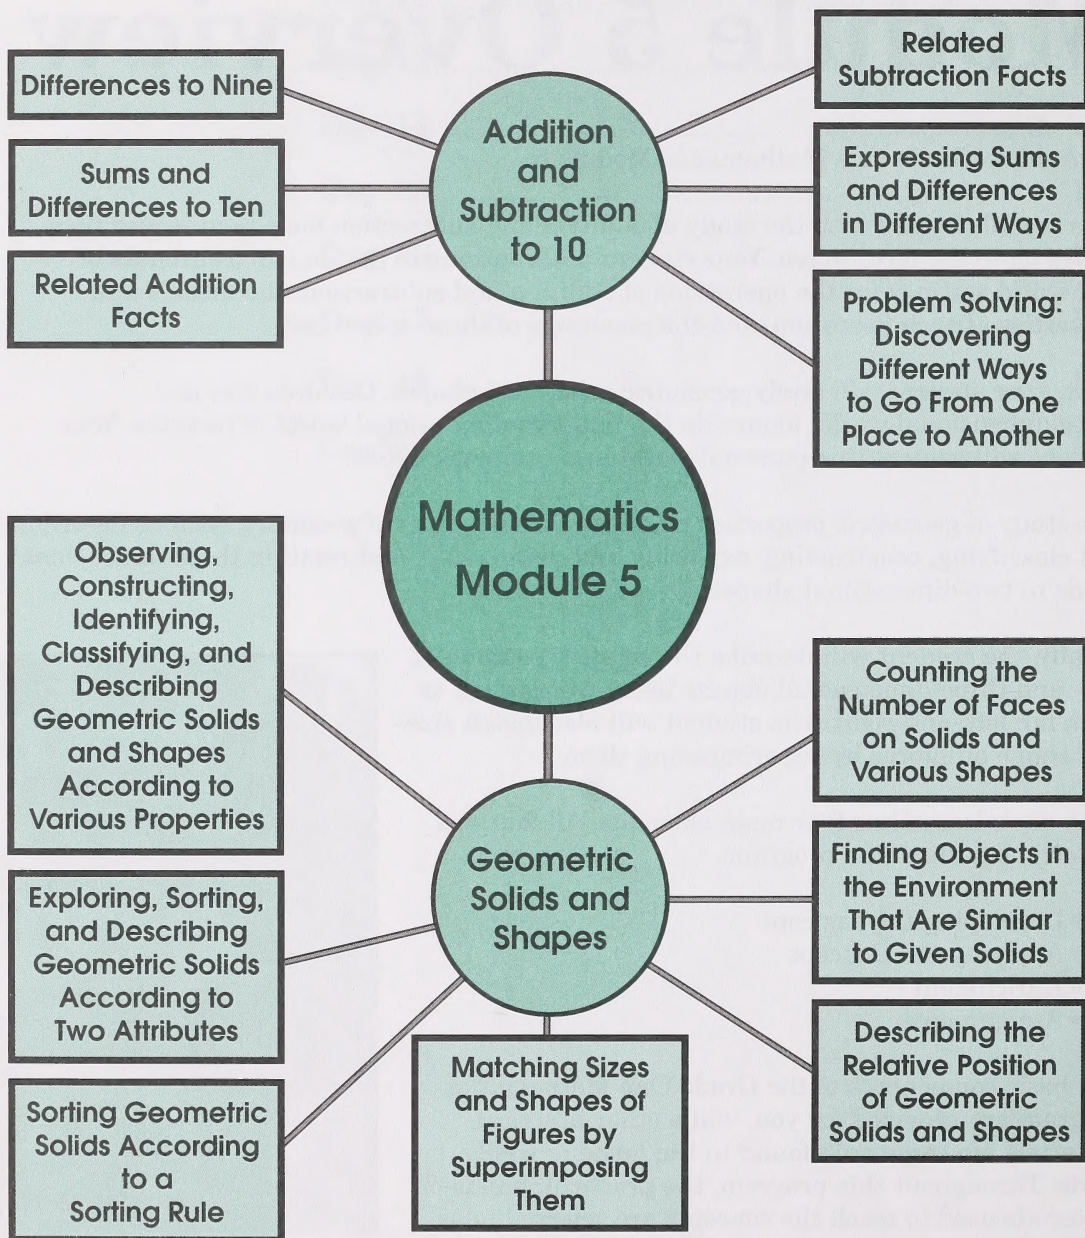 Differences to Nine
Sums and
Differences to Ten
Related Addition
Facts
Addition
and
Subtraction
to 10
Related
Subtraction Facts
Expressing Sums
and Differences
in Different Ways
Problem Solving:
Discovering
Different Ways
to Go From One
Place to Another
Mathematics
Module 5
Observing,
Constructing,
Identifying,
Classifying, and
Describing
Geometric Solids
and Shapes
According to
Various Properties
Exploring, Sorting,
and Describing
Geometric Solids
According to
Two Attributes
Sorting Geometric
Solids According
to a
Sorting Rule
Geometric
Solids and
Shapes
Matching Sizes
and Shapes of
Figures by
Superimposing
Them
Counting the
Number of Faces
on Solids and
Various Shapes
Finding Objects in
the Environment
That Are Similar
to Given Solids
Describing the
Relative Position
of Geometric
Solids and Shapes